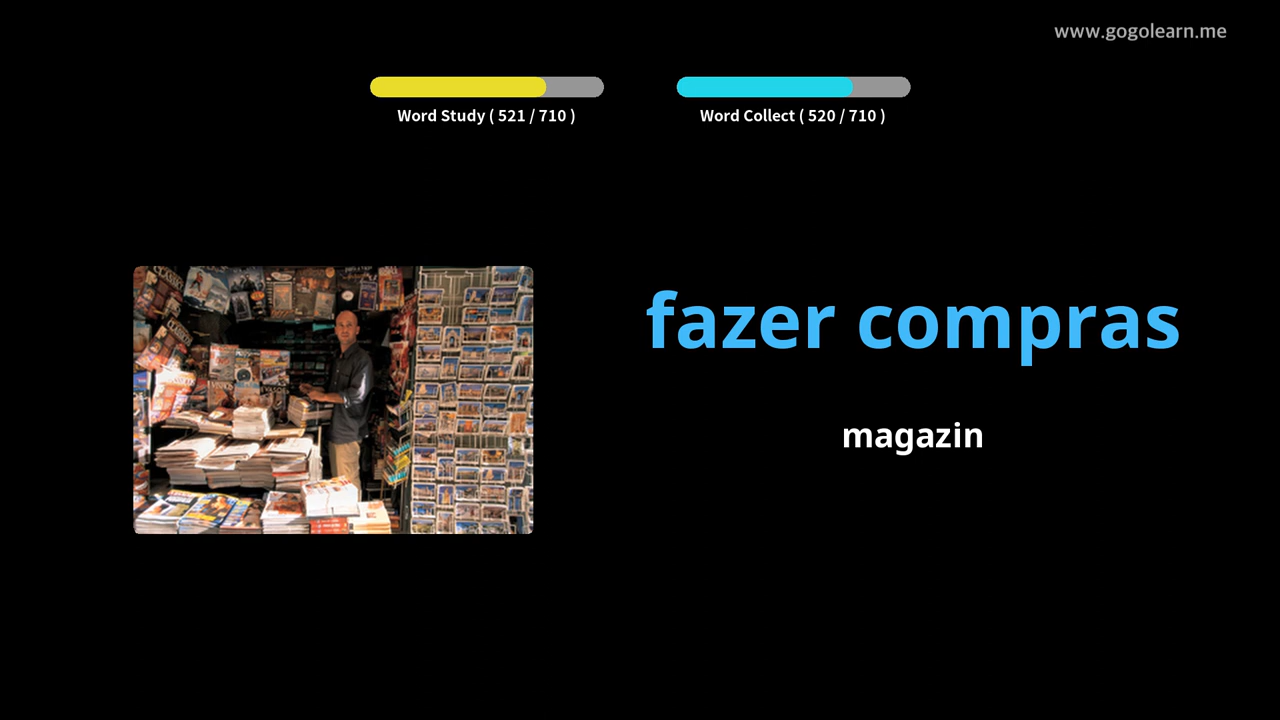 www.gogolearn.me
Word Study ( 521 / 710 )
Word Collect ( 520 / 710 )
fazer compras
magazin